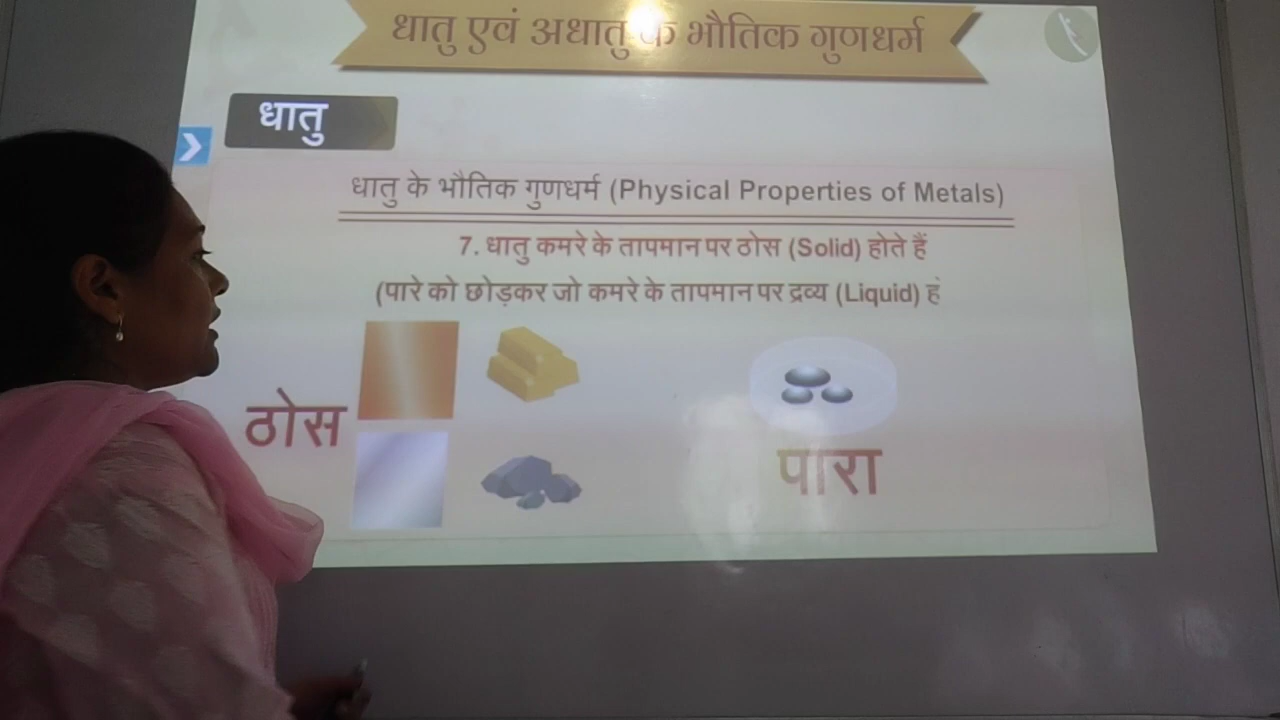 धातु एवं अधातु के भौतिक गुणधर्म
धातु
धातु के भौतिक गुणधर्म (Physical Properties of Metals)
7. धातु कमरे के तापमान पर ठोस (Solid) होते हैं
(पारे को छोड़कर जो कमरे के तापमान पर द्रव्य (Liquid) हं
ठोस
पारा